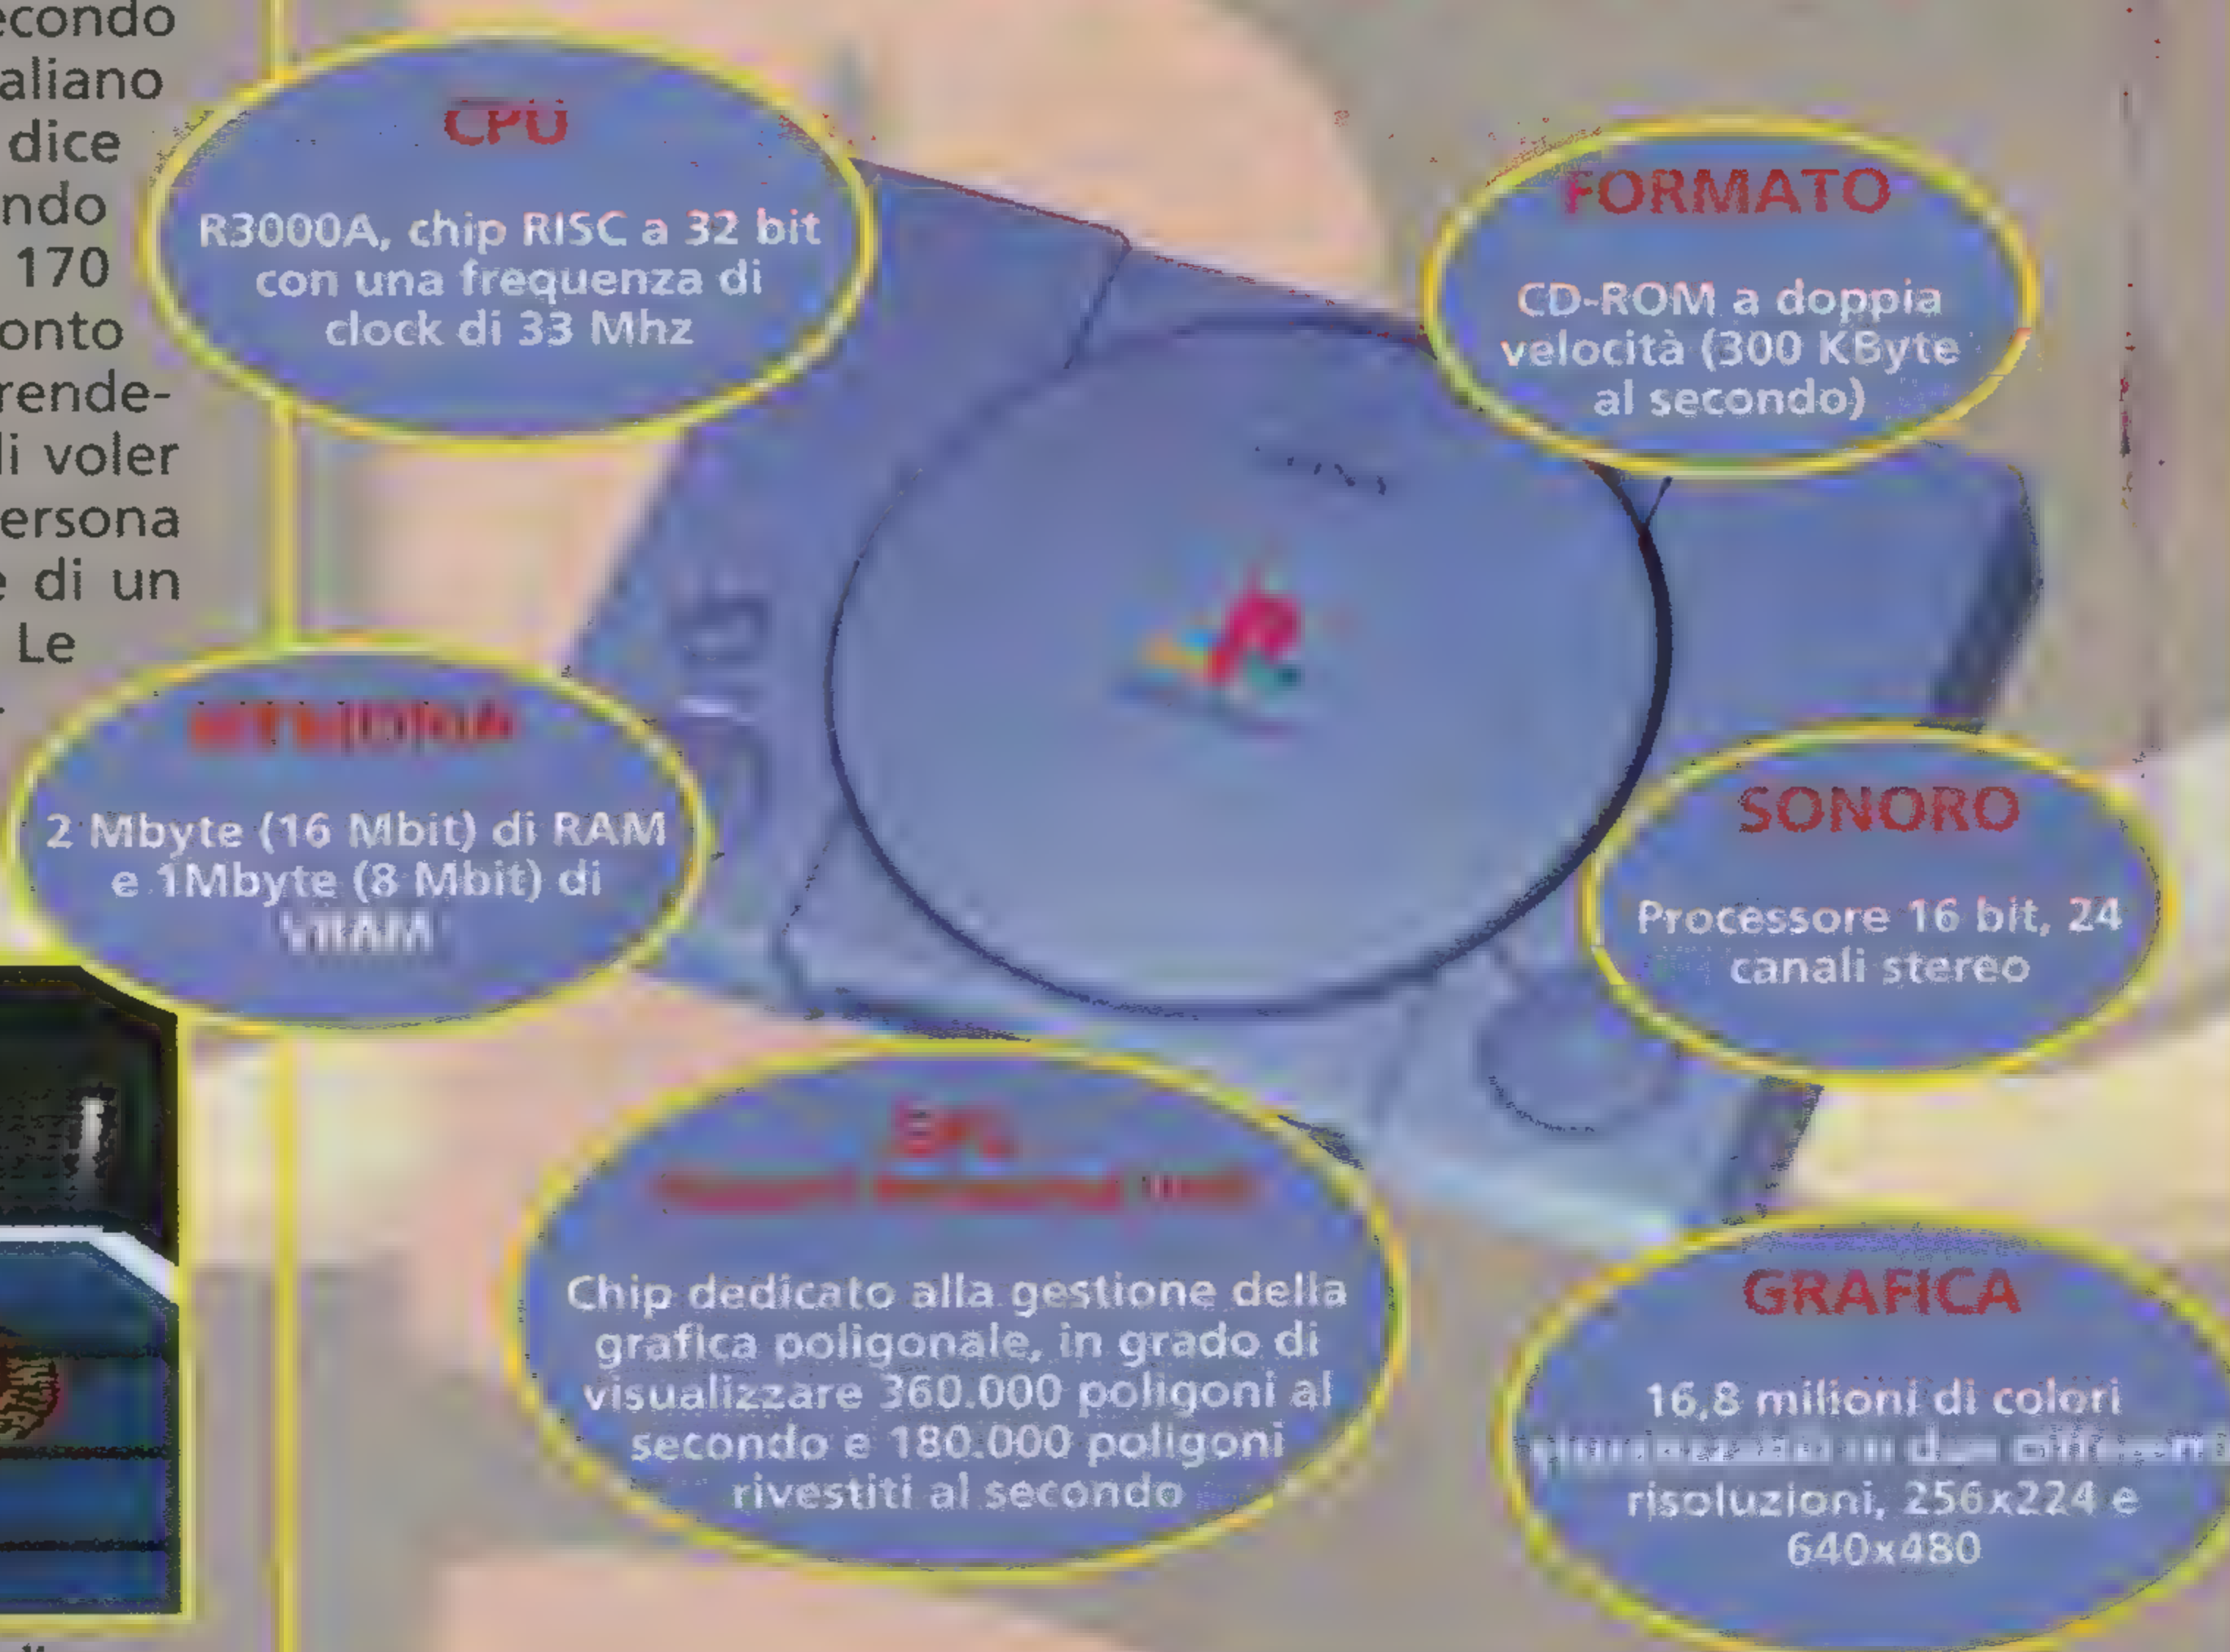 econdo
aliano
dice
ndo
170
onto
rende-
li voler
ersona
e di un
Le
CPU
R3000A, chip RISC a 32 bit
con una frequenza di
clock di 33 Mhz
FORMATO
CD-ROM a doppia
velocità (300 KByte
al secondo)
2 Mbyte (16 Mbit) di RAM
e 1Mbyte (8 Mbit) di
VRAM
SONORO
Processore 16 bit, 24
canali stereo
Chip dedicato alla gestione della
grafica poligonale, in grado di
visualizzare 360.000 poligoni al
secondo e 180.000 poligoni
rivestiti al secondo
GRAFICA
16,8 milioni di colori
risoluzioni, 256x224 e
640x480